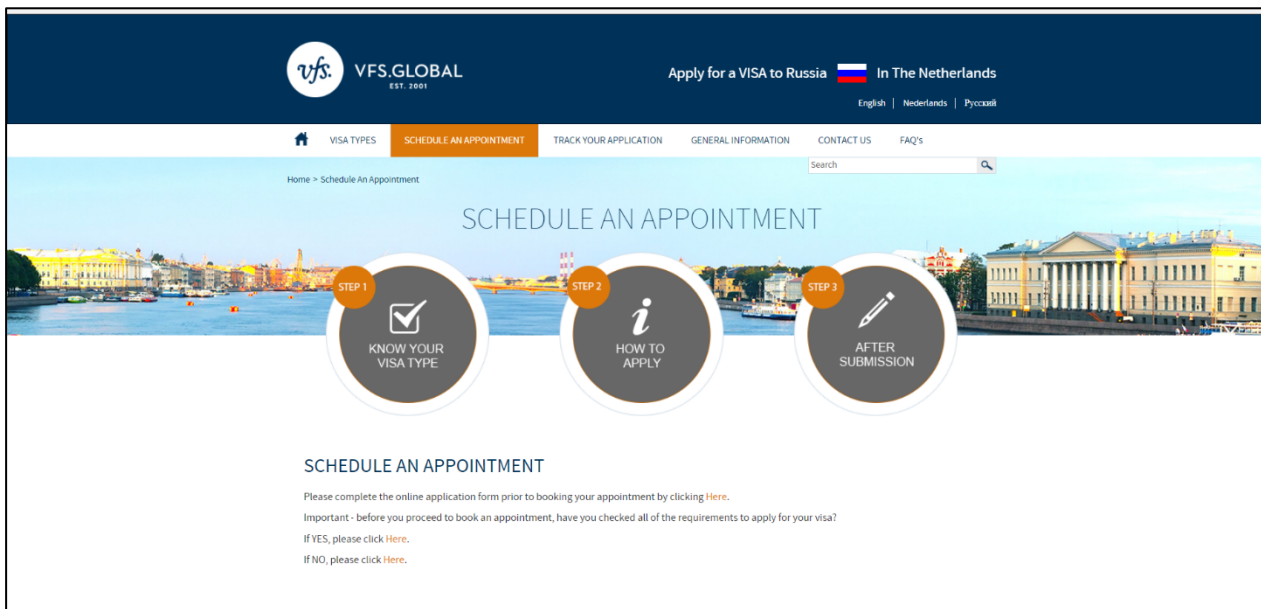 vfs. VFS.GLOBAL
EST. 2001
Apply for a VISA to Russia In The Netherlands
English | Nederlands | Русский
VISA TYPES SCHEDULE AN APPOINTMENT TRACK YOUR APPLICATION GENERAL INFORMATION CONTACT US FAQ's
Search
Home > Schedule An Appointment
SCHEDULE AN APPOINTMENT
STEP 1
KNOW YOUR
VISA TYPE
STEP 2
i
HOW TO
APPLY
STEP 3
AFTER
SUBMISSION
SCHEDULE AN APPOINTMENT
Please complete the online application form prior to booking your appointment by clicking Here.
Important - before you proceed to book an appointment, have you checked all of the requirements to apply for your visa?
If YES, please click Here.
If NO, please click Here.